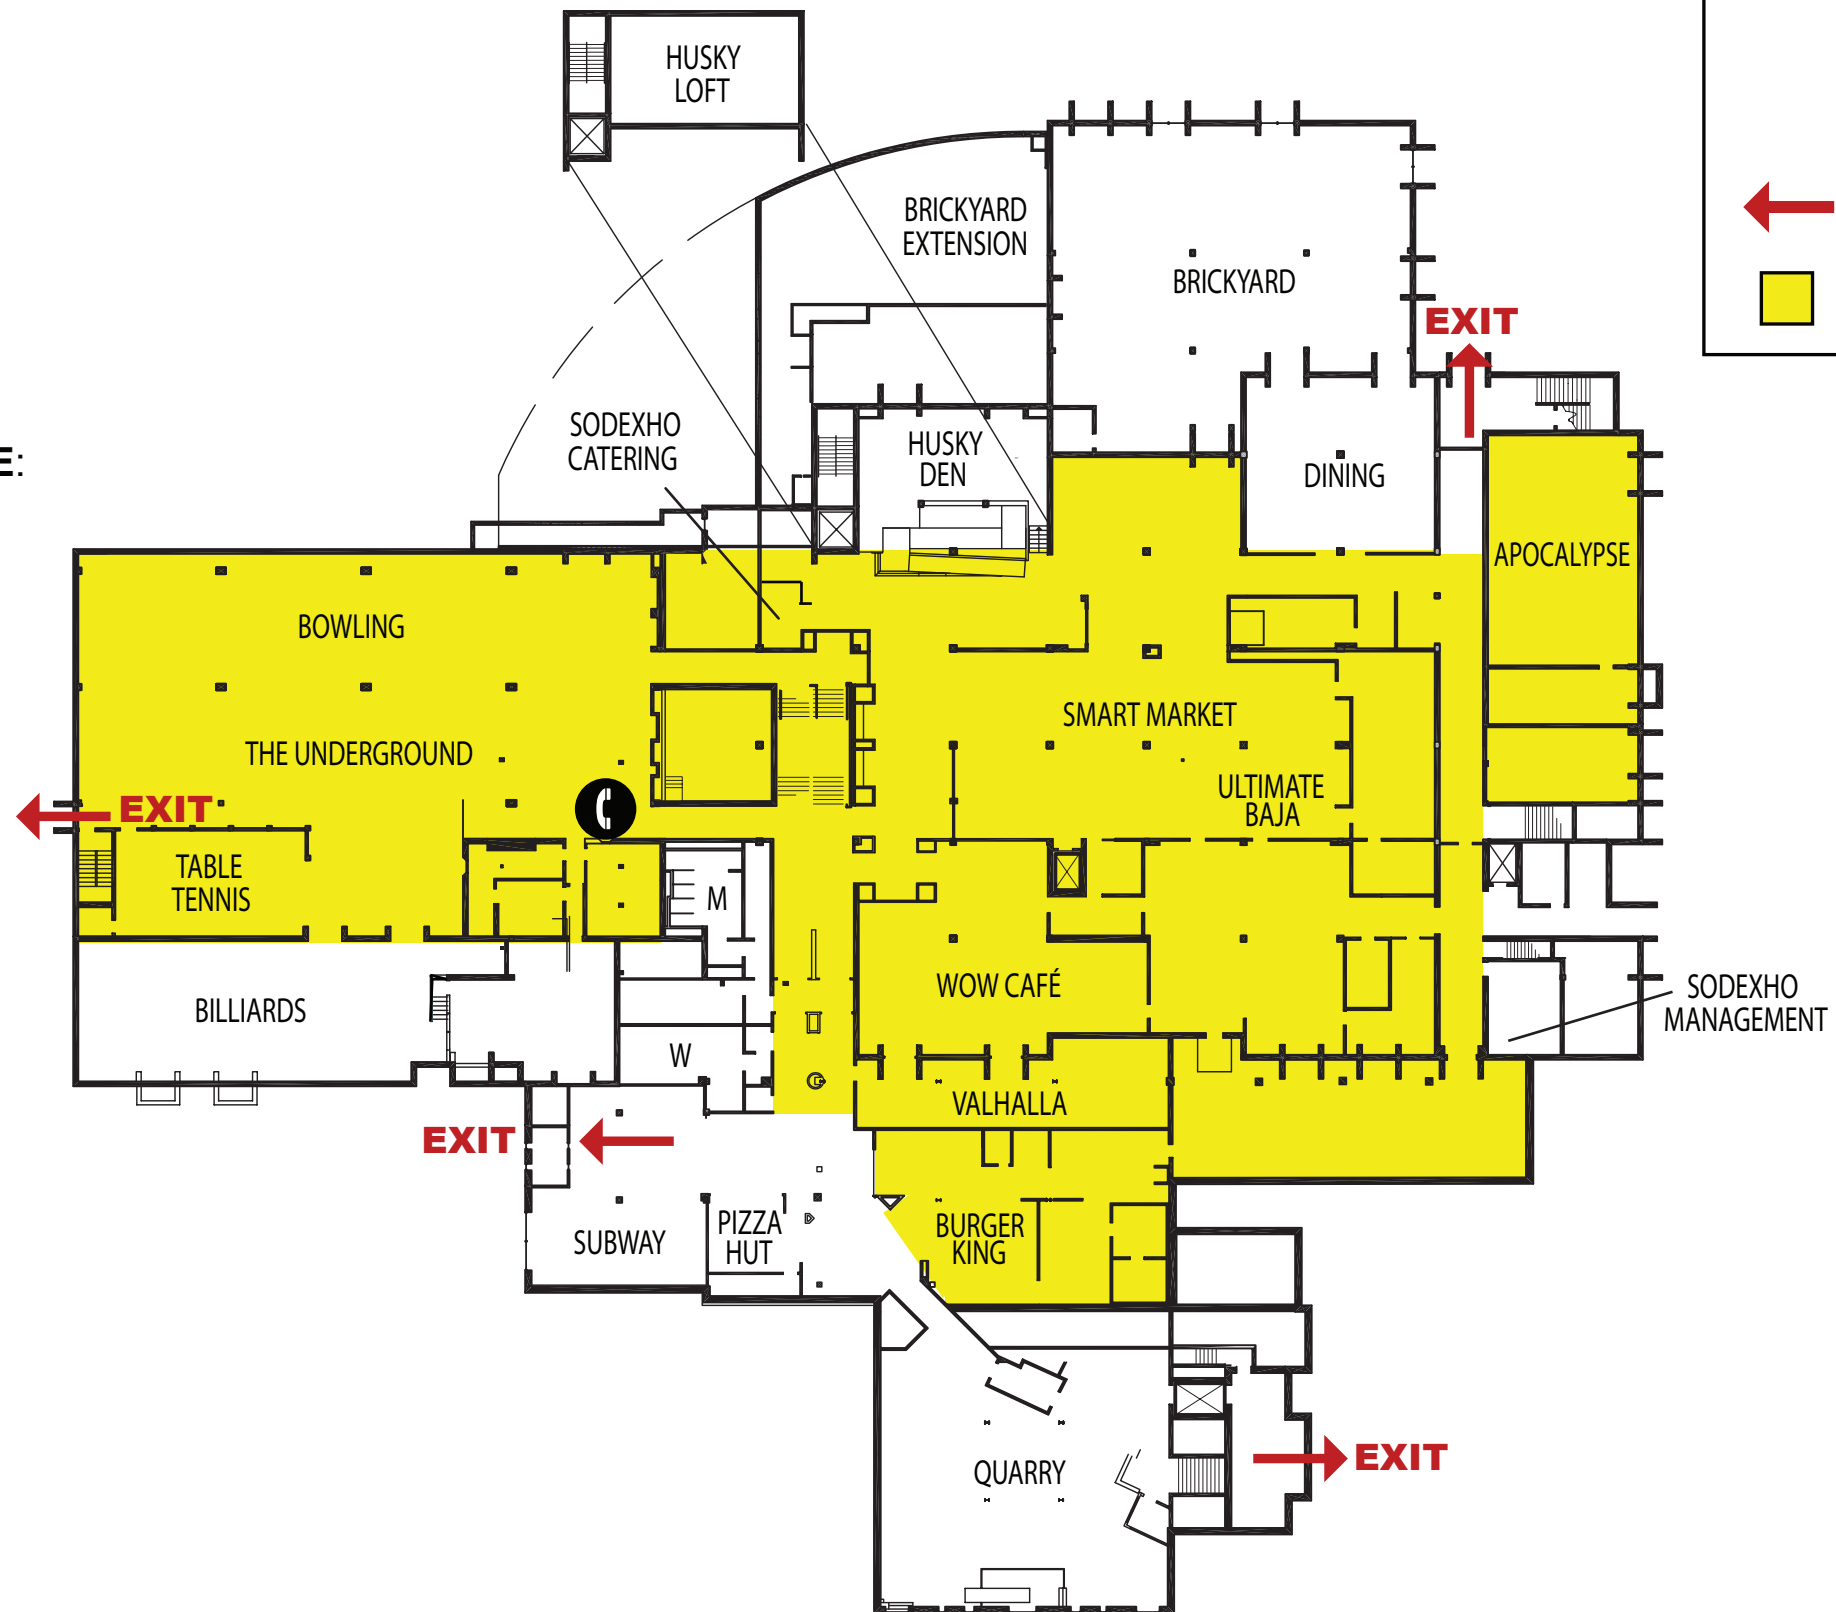 HUSKY
LOFT
BRICKYARD
EXTENSION
BRICKYARD
EXIT
SODEXHO
CATERING
HUSKY
DEN
DINING
E:
APOCALYPSE
BOWLING
SMART MARKET
THE UNDERGROUND
ULTIMATE
BAJA
EXIT
TABLE
TENNIS
M
WOW CAFÉ
SODEXHO
MANAGEMENT
BILLIARDS
W
VALHALLA
EXIT
PIZZA
HUT
BURGER
KING
SUBWAY
QUARRY
EXIT